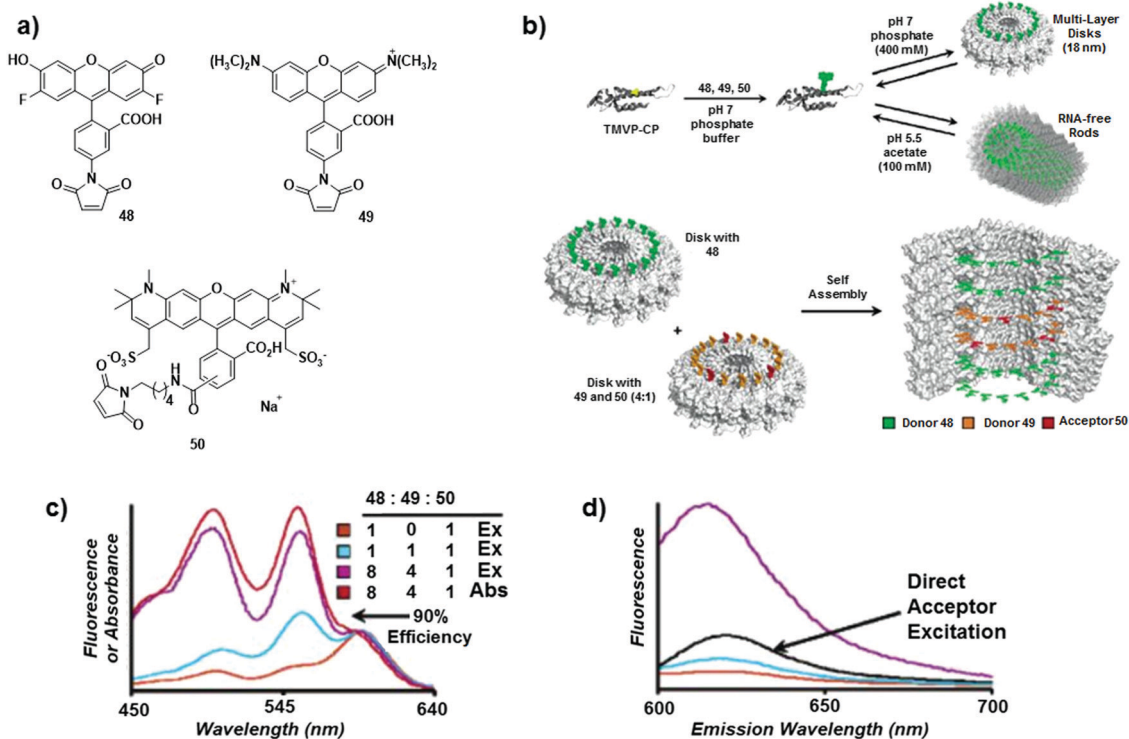 a)
HO
O
O
F
F
COOH
O
N
O
48
(H3C)2N
O
+
N(CH3)2
COOH
O
N
O
49
N
O
N
+
-O3S
CO2H
SO3-
O
N
O
( )4
HN
O
Na+
50
b)
TMVP-CP
48, 49, 50
pH 7
phosphate
buffer
pH 7
phosphate
(400 mM)
Multi-Layer
Disks
(18 nm)
pH 5.5
acetate
(100 mM)
RNA-free
Rods
Disk with
48
+
Disk with
49 and 50 (4:1)
Self
Assembly
Donor 48 Donor 49 Acceptor 50
c)
Fluorescence
or Absorbance
48 : 49 : 50
1 0 1 Ex
1 1 1 Ex
8 4 1 Ex
8 4 1 Abs
90%
Efficiency
450 545 640
Wavelength (nm)
d)
Fluorescence
Direct
Acceptor
Excitation
600 650 700
Emission Wavelength (nm)